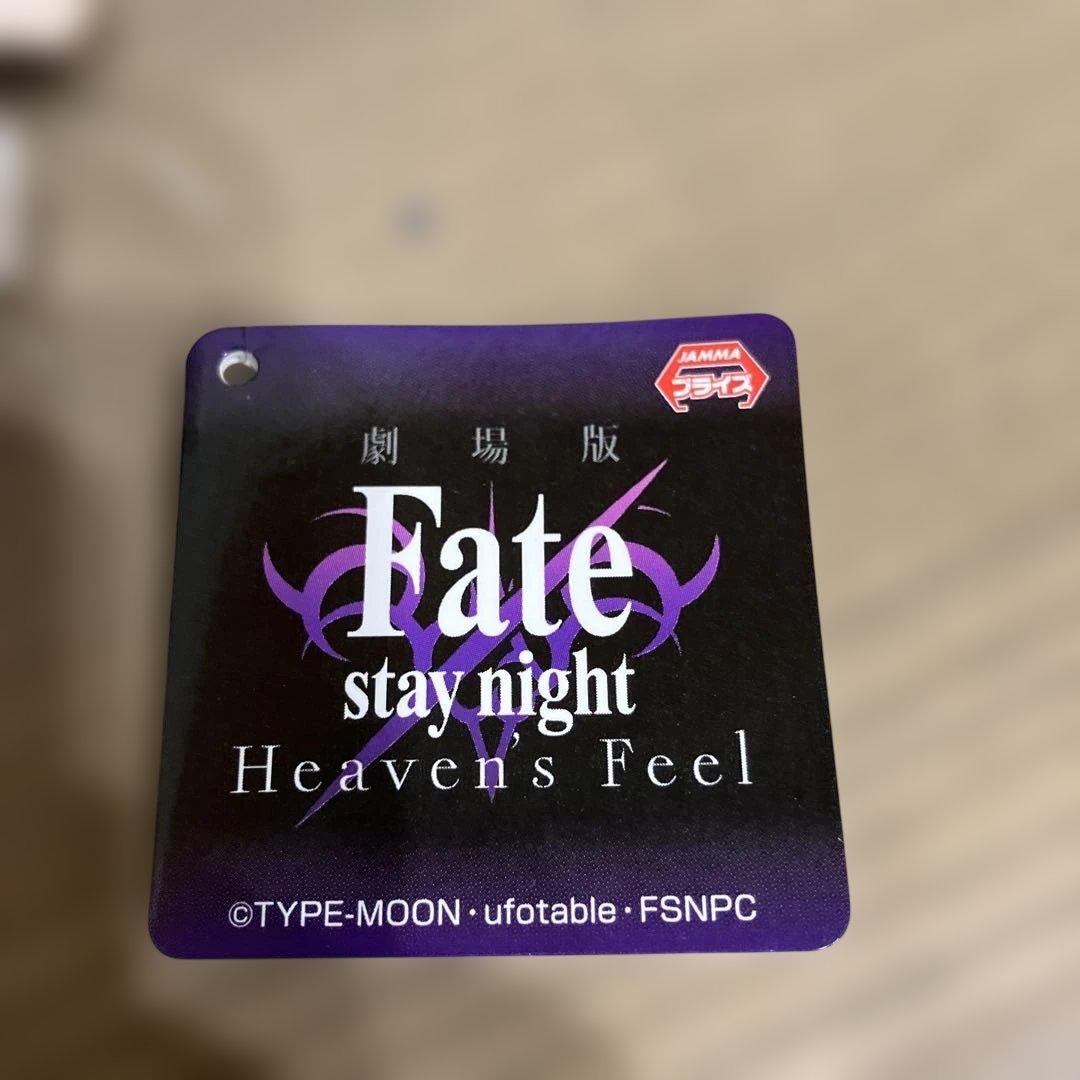 JAMMA
プライズ
劇場版
Fate
stay night
Heaven's Feel
©TYPE-MOON・ufotable・FSNPC